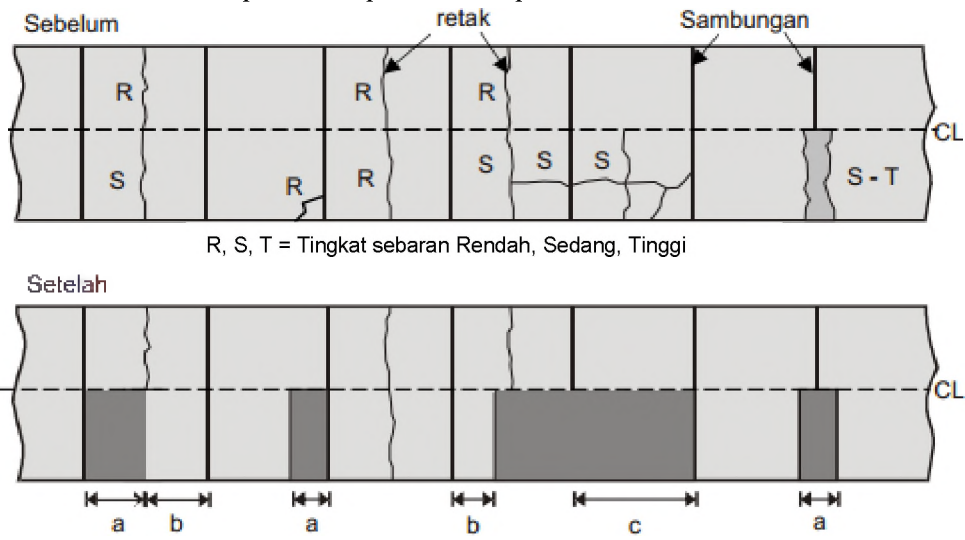 Sebelum
retak
Sambungan
R R R
CL
S R R S S S S - T
R, S, T = Tingkat sebaran Rendah, Sedang, Tinggi
Setelah
CL
a b a b c a